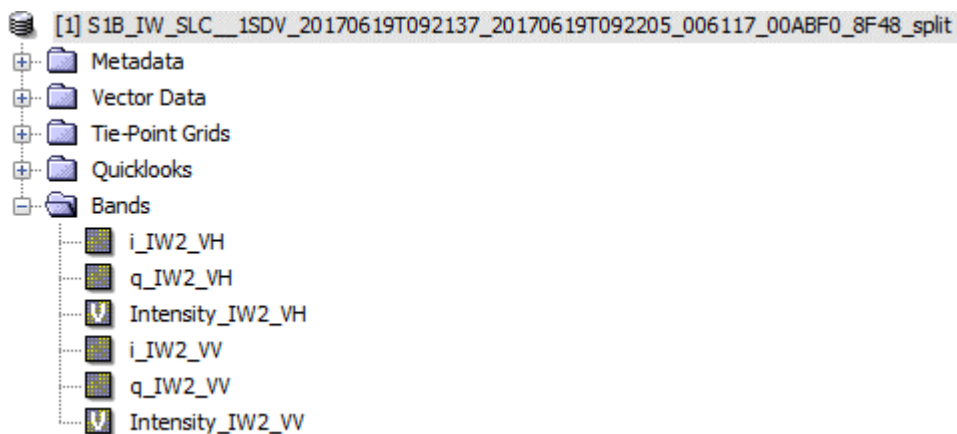 [1] S1B_IW_SLC__1SDV_20170619T092137_20170619T092205_006117_00ABF0_8F48_split
Metadata
Vector Data
Tie-Point Grids
Quicklooks
Bands
i_IW2_VH
q_IW2_VH
Intensity_IW2_VH
i_IW2_VV
q_IW2_VV
Intensity_IW2_VV